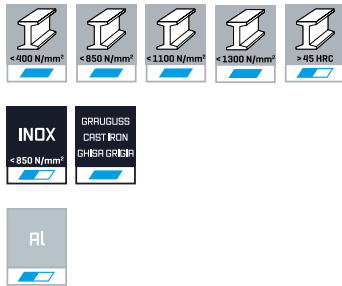 <400 N/mm² <850 N/mm² <1100 N/mm² <1300 N/mm² >45 HRC
INOX
<850 N/mm²
GRAUGUSS
CAST IRON
GHISA GRIGIA
Al